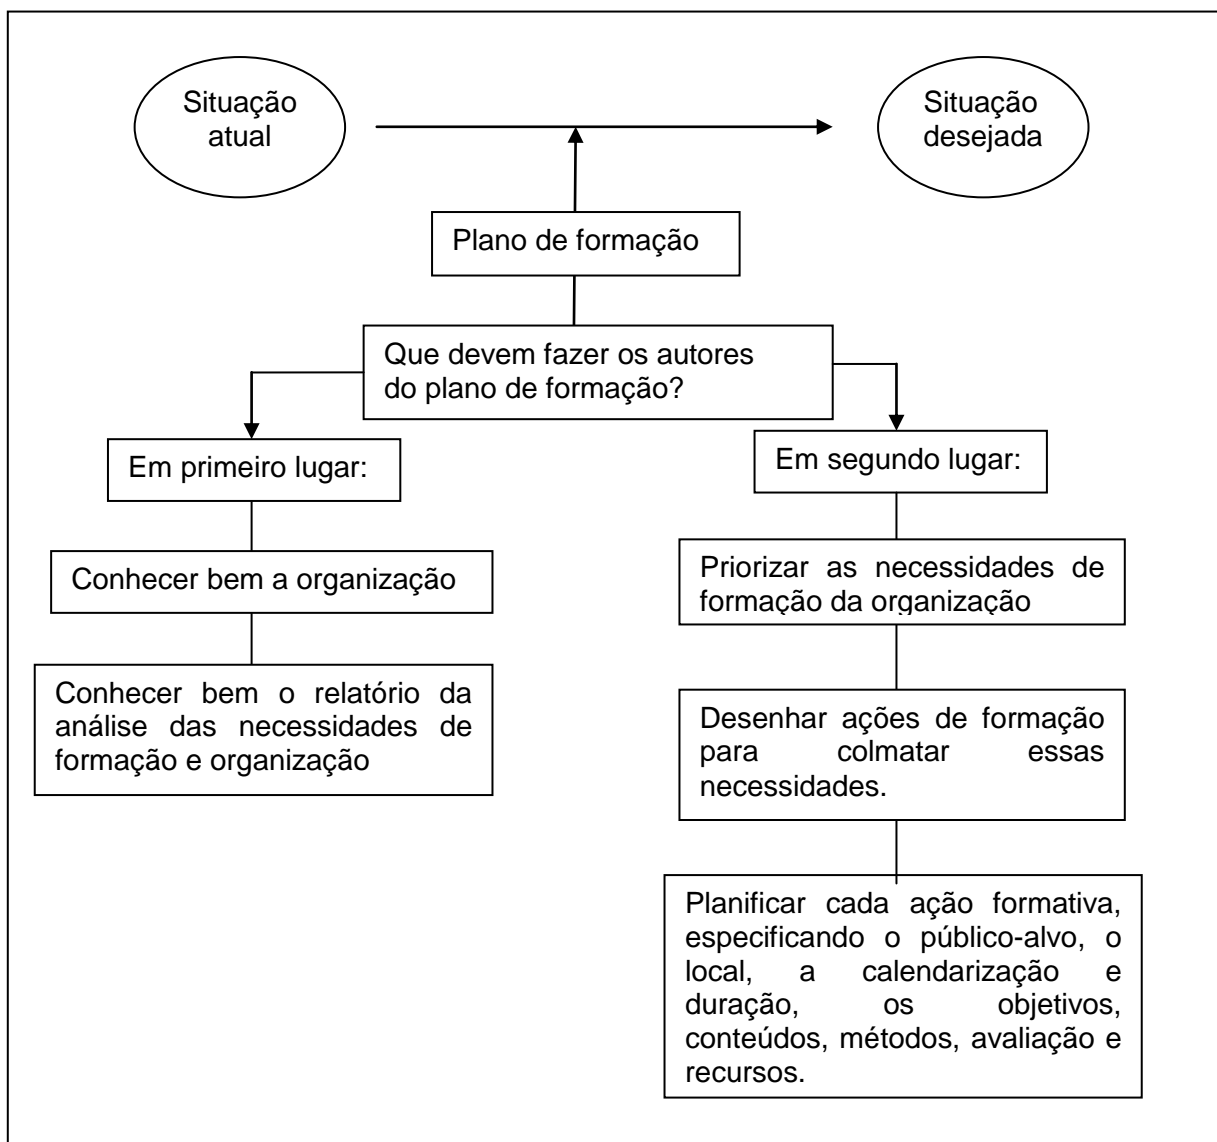 Situação
atual
Situação
desejada
Plano de formação
Que devem fazer os autores
do plano de formação?
Em primeiro lugar:
Em segundo lugar:
Conhecer bem a organização
Priorizar as necessidades de
formação da organização
Conhecer bem o relatório da
análise das necessidades de
formação e organização
Desenhar ações de formação
para colmatar essas
necessidades.
Planificar cada ação formativa,
especificando o público-alvo, o
local, a calendarização e
duração, os objetivos,
conteúdos, métodos, avaliação e
recursos.